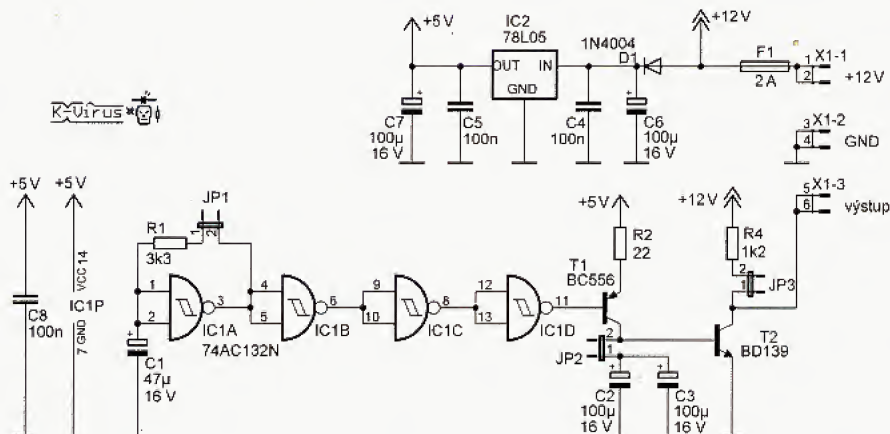 +5V
IC2
78L05
1N4004
D1
+12V
F1
2A
X1-1
1
2
+12V
OUT
IN
GND
C7
100µ
16 V
C5
100n
C4
100n
C6
100µ
16 V
3
X1-2
4
GND
K-Virus
+5V
+5V
JP1
1
2
R1
3k3
+5V
R2
22
+12V
R4
1k2
5
X1-3
6
výstup
C8
100n
VCC 14
IC1P
7 GND
1
2
3
IC1A
74AC132N
4
5
6
IC1B
9
10
8
IC1C
12
13
11
IC1D
T1
BC556
2
1
JP2
2
1
JP3
T2
BD139
C1
47µ
16 V
C2
100µ
16 V
C3
100µ
16 V